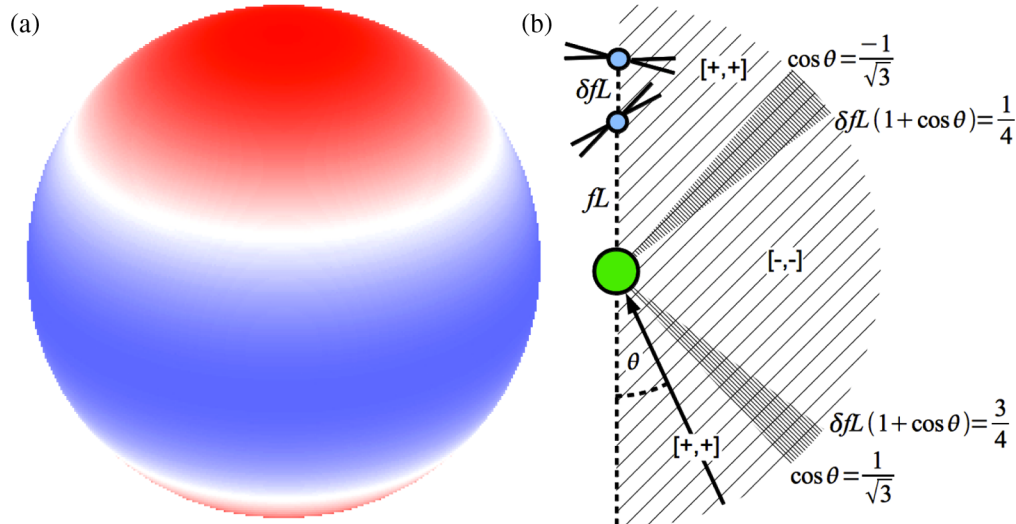 (a)
(b)
[+,+]
cos θ = -1/√3
δfL
δfL (1 + cos θ) = 1/4
fL
[-,-]
θ
δfL (1 + cos θ) = 3/4
[+,+]
cos θ = 1/√3